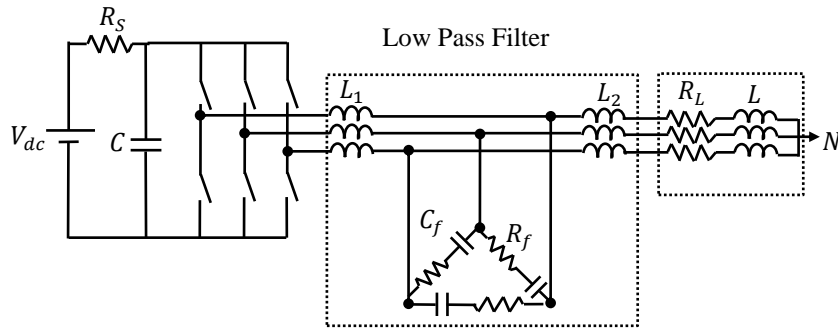 R_S
Low Pass Filter
L_1
L_2
R_L
L
V_dc
C
N
C_f
R_f